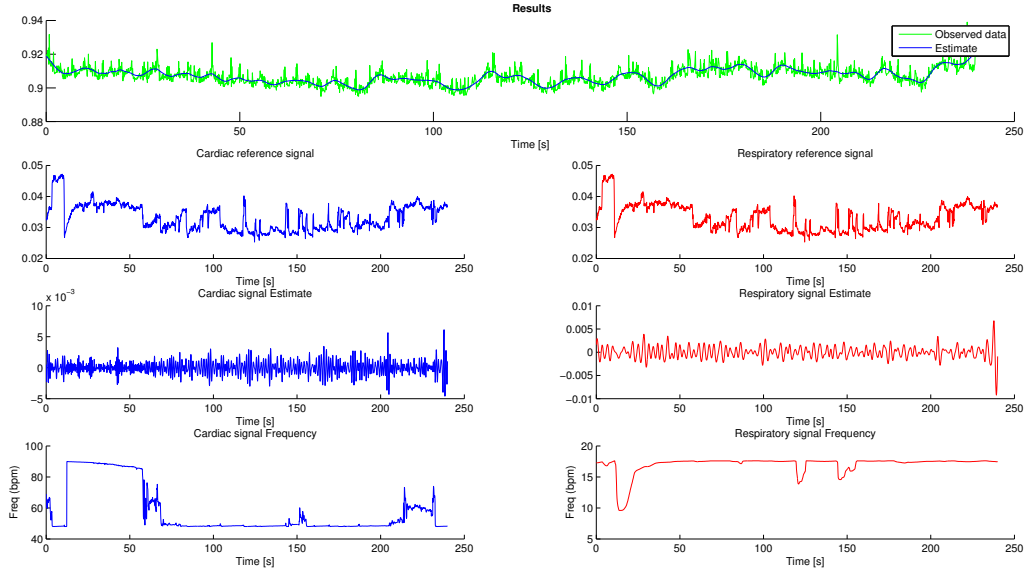 Results
0.94
0.92
0.9
0.88
Observed data
Estimate
0 50 100 150 200 250
Time [s]
Cardiac reference signal
0.05
0.04
0.03
0.02
0 50 100 150 200 250
Time [s]
Respiratory reference signal
0.05
0.04
0.03
0.02
0 50 100 150 200 250
Time [s]
Cardiac signal Estimate
x 10−3
10
5
0
−5
0 50 100 150 200 250
Time [s]
Respiratory signal Estimate
0.01
0.005
0
−0.005
−0.01
0 50 100 150 200 250
Time [s]
Cardiac signal Frequency
Freq (bpm)
100
80
60
40
0 50 100 150 200 250
Time [s]
Respiratory signal Frequency
Freq (bpm)
20
15
10
5
0 50 100 150 200 250
Time [s]